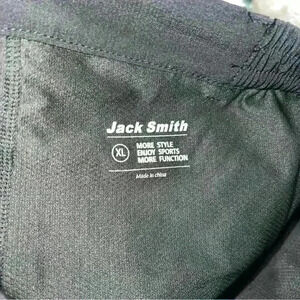 Jack Smith
XL
MORE STYLE
ENJOY SPORTS
MORE FUNCTION
Made in china